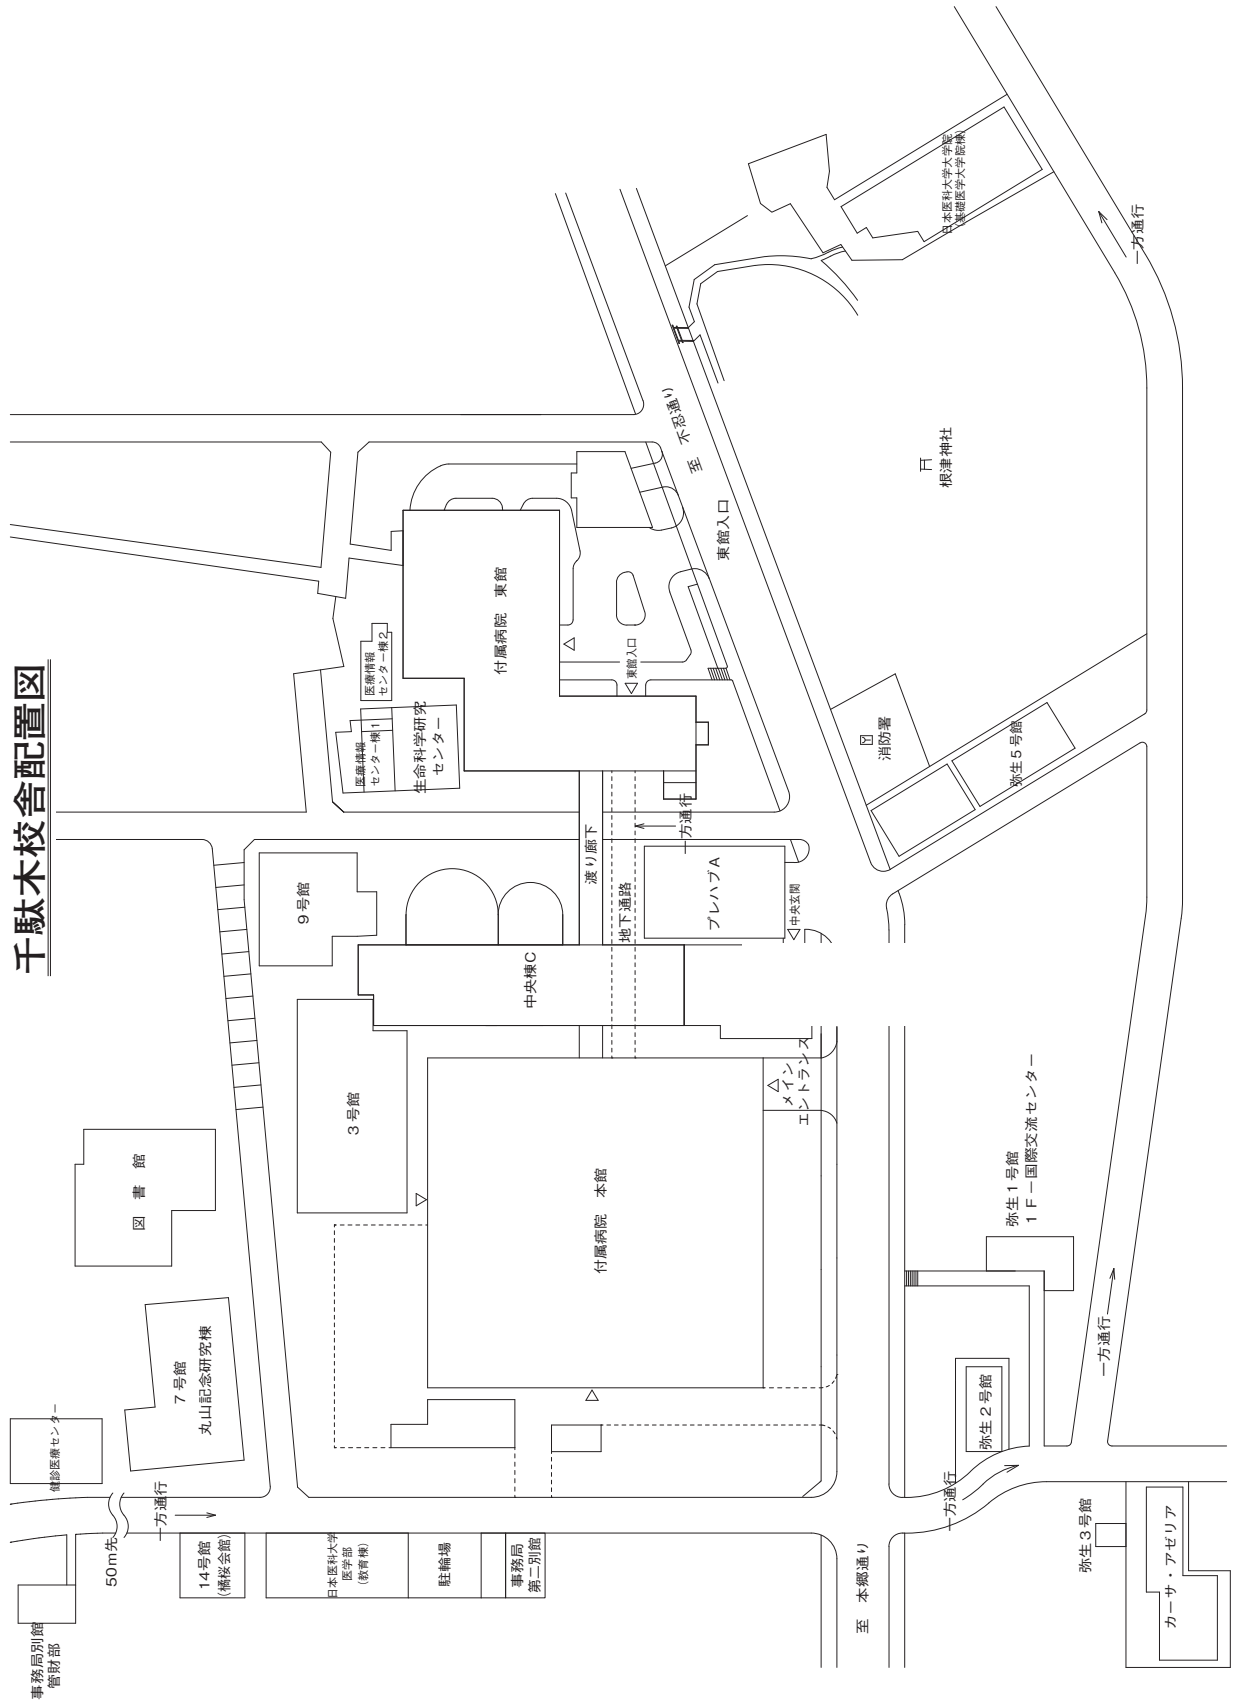 千駄木校舎配置図
事務局別館
管財部
50m先
健診医療センター
一方通行
14号館
（橘桜会館）
日本医科大学
医学部
（教育棟）
駐輪場
事務局
第二別館
7号館
丸山記念研究棟
図 書 館
3号館
9号館
付属病院 本館
メイン
エントランス
中央棟C
渡り廊下
地下通路
プレハブA
中央玄関
一方通行
医療情報
センター棟1
医療情報
センター棟2
生命科学研究
センター
付属病院 東館
東館入口
東館入口
至 不忍通り
至 本郷通り
一方通行
弥生2号館
弥生1号館
1F－国際交流センター
弥生3号館
カーサ・アゼリア
一方通行
消防署
弥生5号館
根津神社
日本医科大学大学院
（基礎医学大学院棟）
一方通行